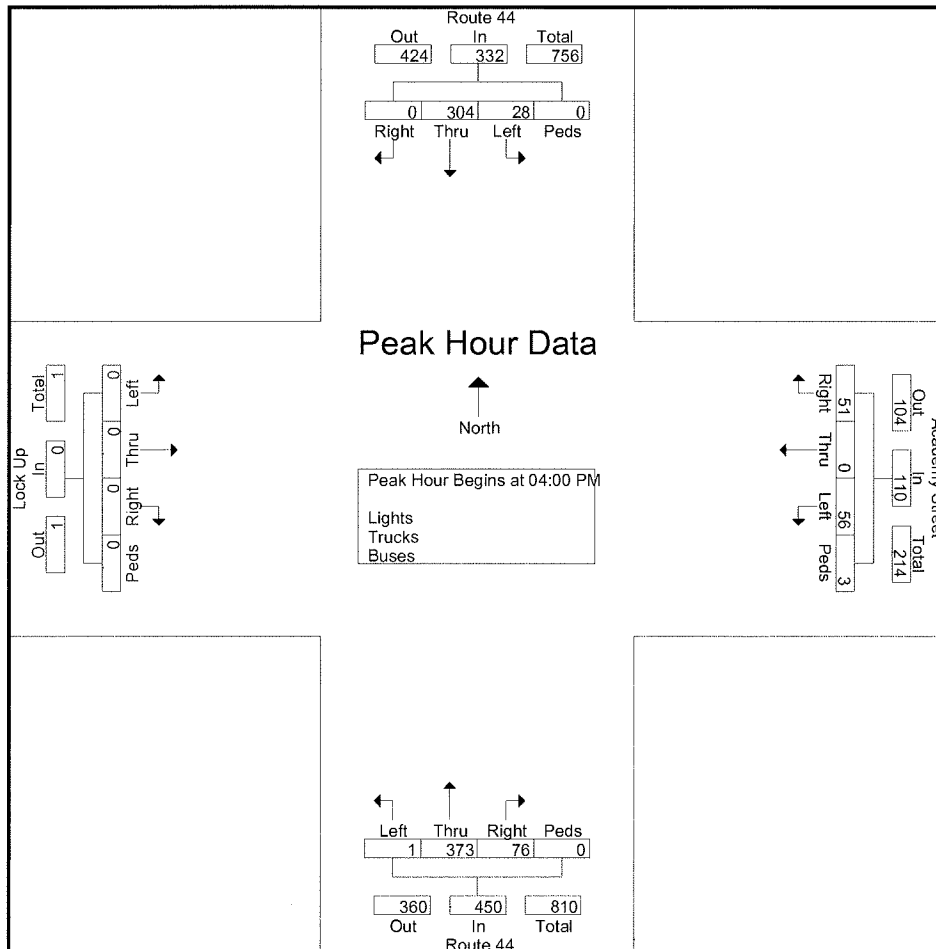 Route 44
Out In Total
424 332 756
0 304 28 0
Right Thru Left Peds
Peak Hour Data
North
Peak Hour Begins at 04:00 PM
Lights
Trucks
Buses
Lock Up
Out In Total
1 0 1
0 0 0 0
Left Thru Right Peds
Academy Street
Out In Total
104 110 214
51 0 56 3
Right Thru Left Peds
Left Thru Right Peds
1 373 76 0
360 450 810
Out In Total
Route 44